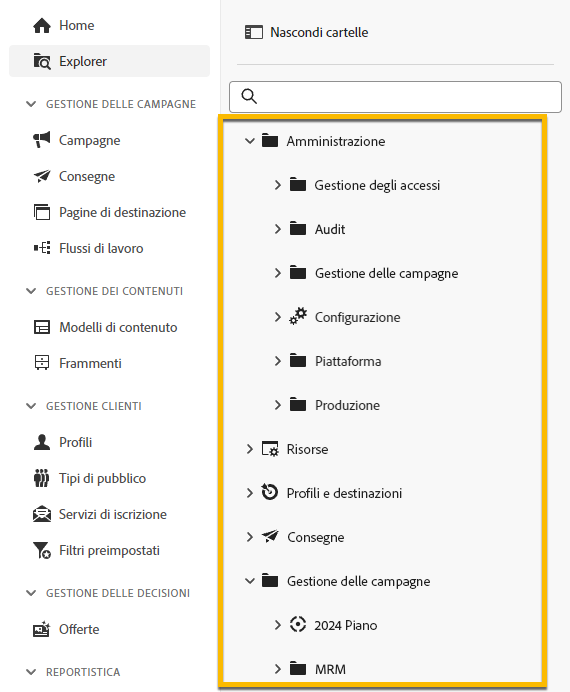 Home
Explorer
GESTIONE DELLE CAMPAGNE
Campagne
Consegne
Pagine di destinazione
Flussi di lavoro
GESTIONE DEI CONTENUTI
Modelli di contenuto
Frammenti
GESTIONE CLIENTI
Profili
Tipi di pubblico
Servizi di iscrizione
Filtri preimpostati
GESTIONE DELLE DECISIONI
Offerte
REPORTISTICA
Nascondi cartelle
Amministrazione
Gestione degli accessi
Audit
Gestione delle campagne
Configurazione
Piattaforma
Produzione
Risorse
Profili e destinazioni
Consegne
Gestione delle campagne
2024 Piano
MRM